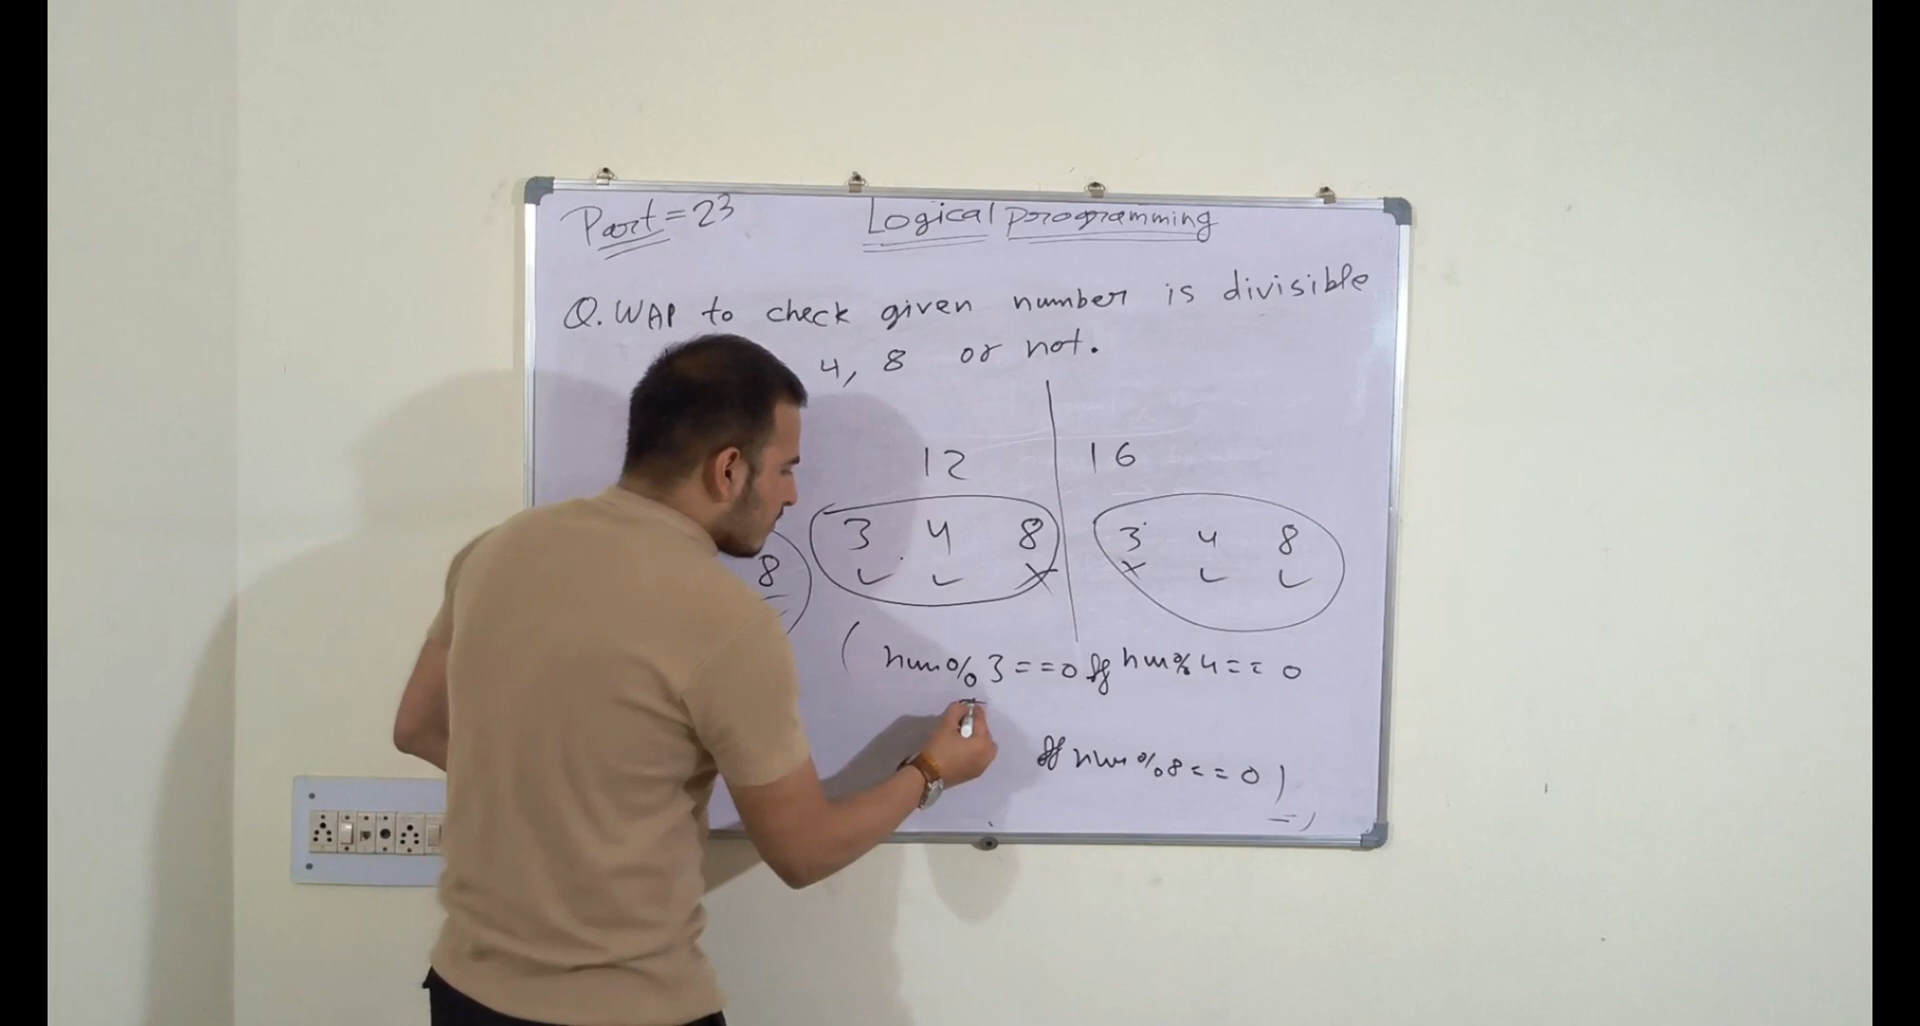 Part = 23 Logical programming
Q. WAP to check given number is divisible
4, 8 or not.
12 16
3 4 8 3 4 8
8
(num%3==0 && num%4==0
&& num%8==0)